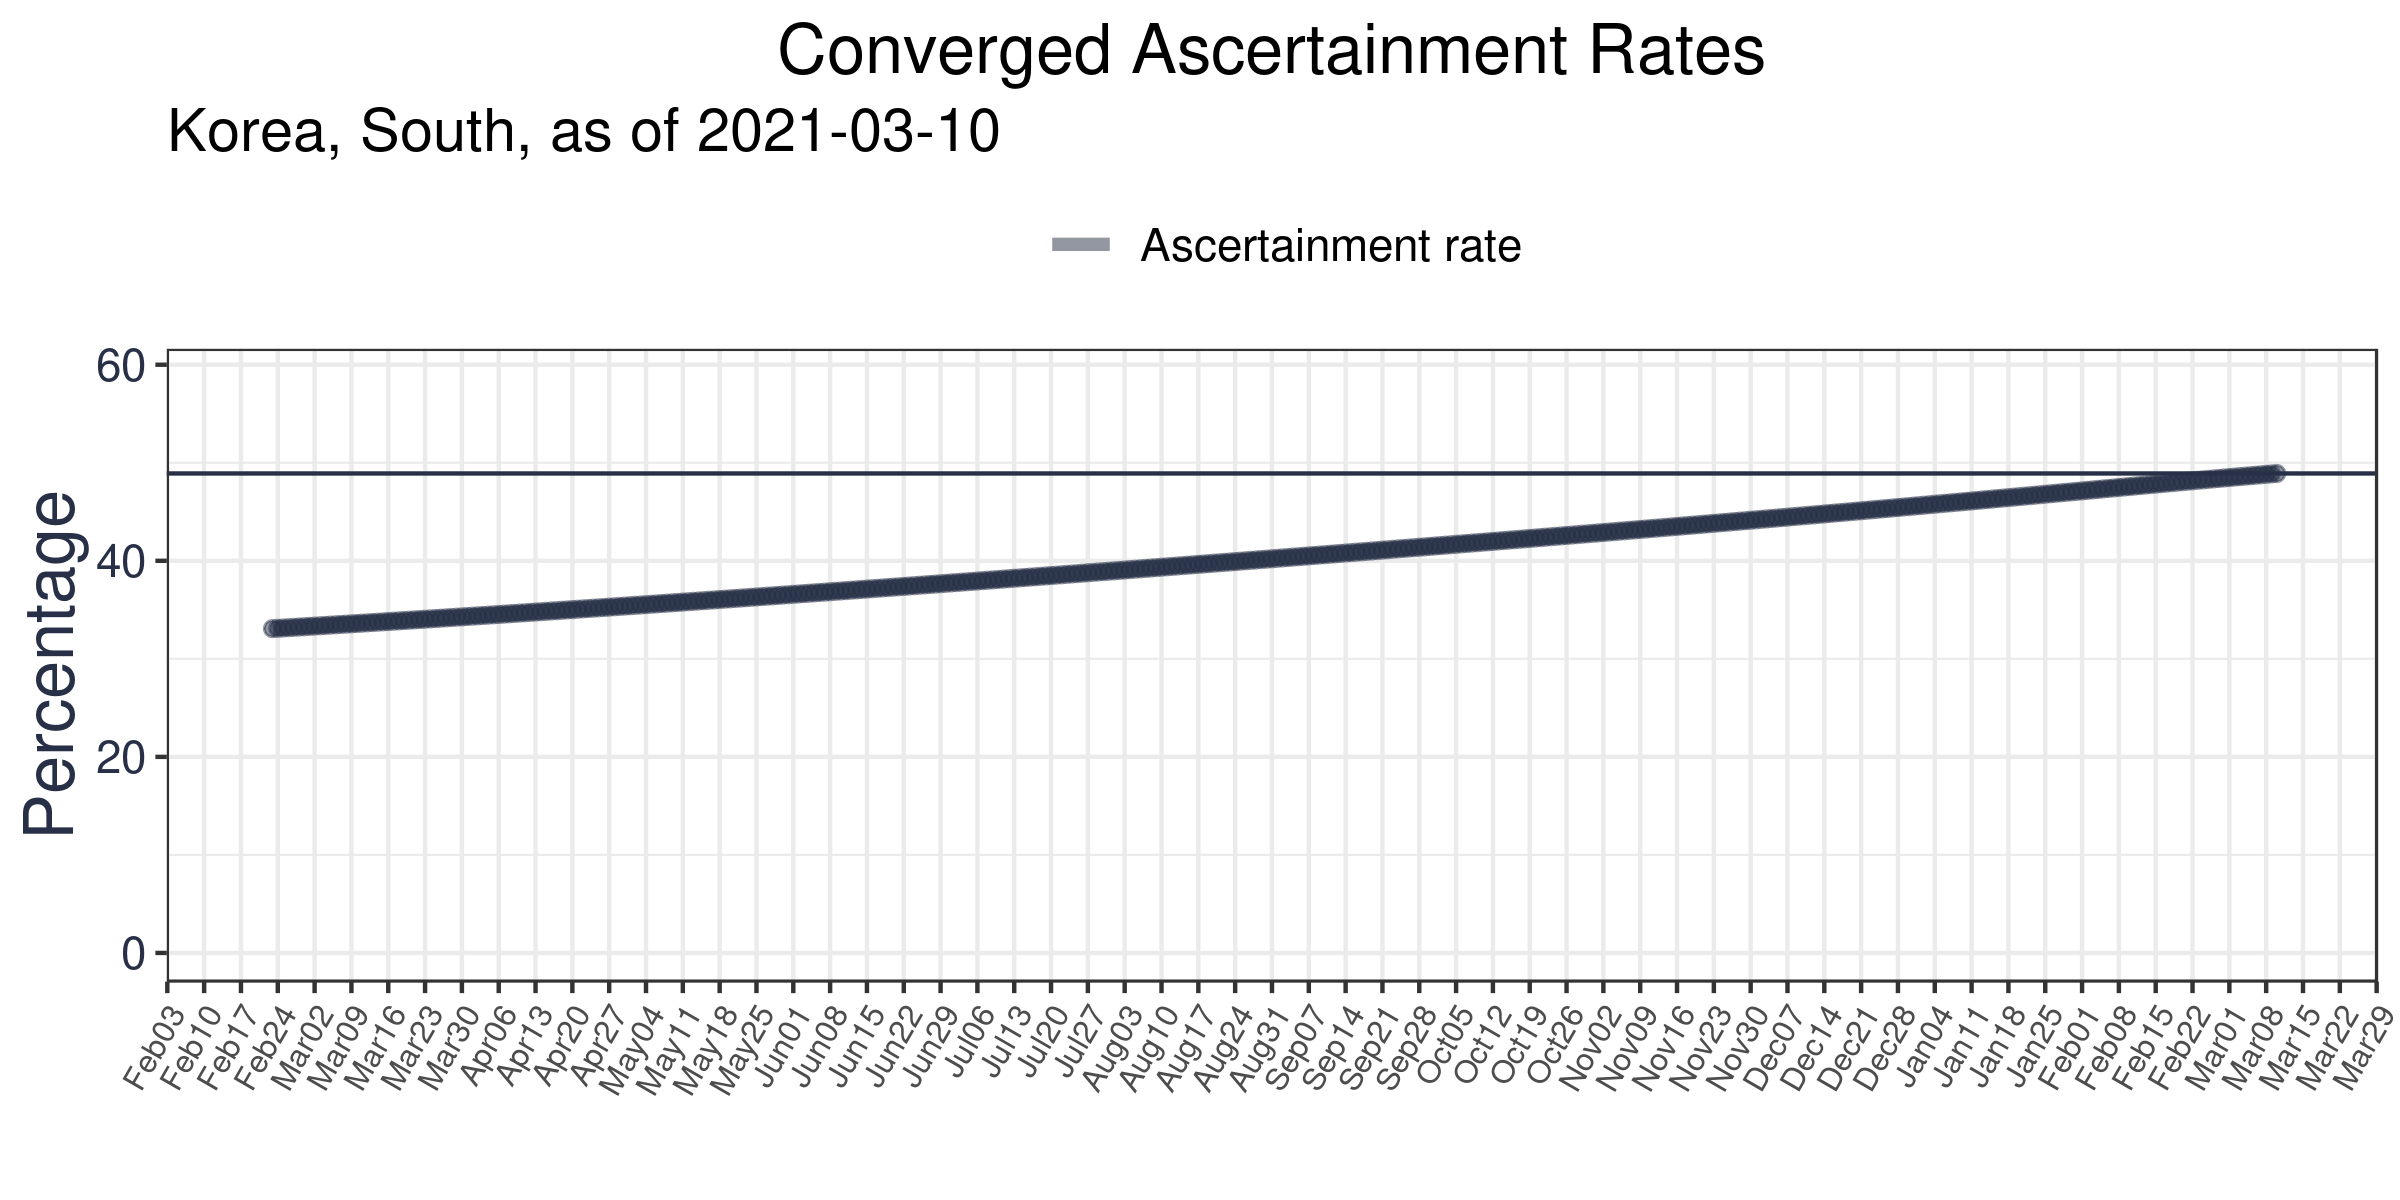 Converged Ascertainment Rates
Korea, South, as of 2021-03-10
Ascertainment rate
Percentage
60
40
20
0
Feb03
Feb10
Feb17
Feb24
Mar02
Mar09
Mar16
Mar23
Mar30
Apr06
Apr13
Apr20
Apr27
May04
May11
May18
May25
Jun01
Jun08
Jun15
Jun22
Jun29
Jul06
Jul13
Jul20
Jul27
Aug03
Aug10
Aug17
Aug24
Aug31
Sep07
Sep14
Sep21
Sep28
Oct05
Oct12
Oct19
Oct26
Nov02
Nov09
Nov16
Nov23
Nov30
Dec07
Dec14
Dec21
Dec28
Jan04
Jan11
Jan18
Jan25
Feb01
Feb08
Feb15
Feb22
Mar01
Mar08
Mar15
Mar22
Mar29